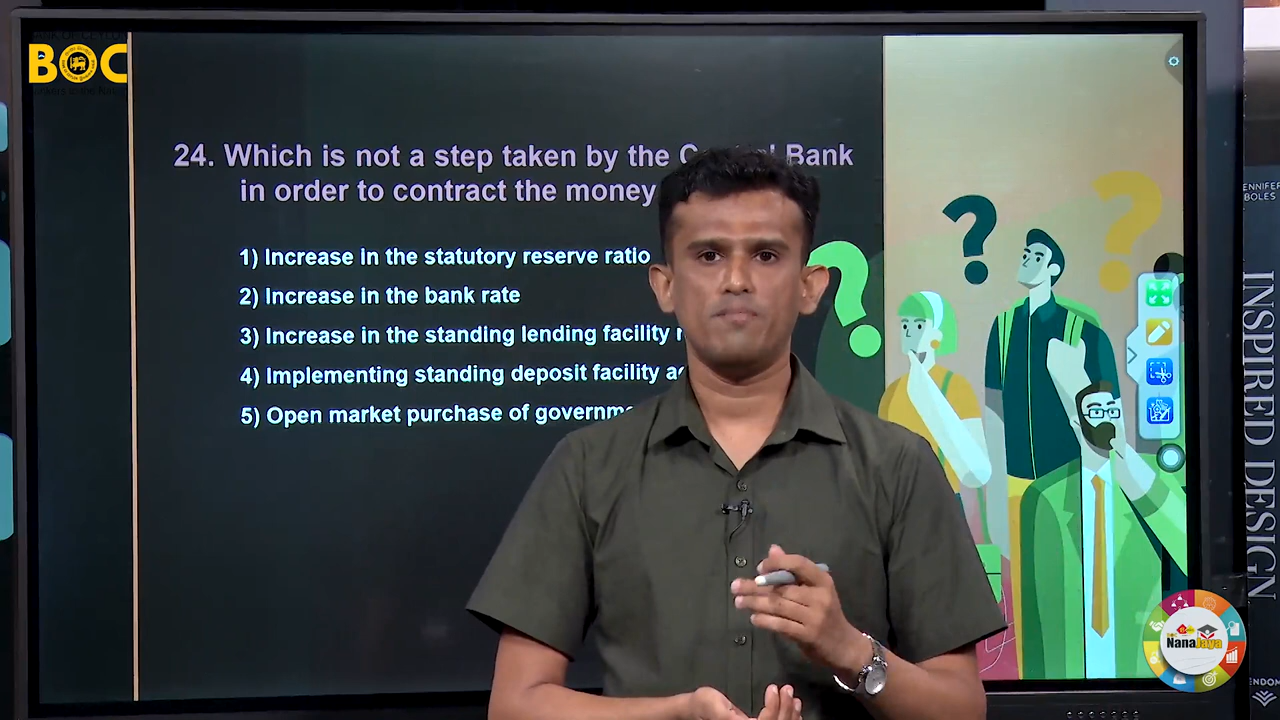 BOC
24. Which is not a step taken by the Central Bank
in order to contract the money
1) Increase in the statutory reserve ratio
2) Increase in the bank rate
3) Increase in the standing lending facility
4) Implementing standing deposit facility
5) Open market purchase of
ENNIFER
BOLES
INSPIRED DESIGN
NanaJaya